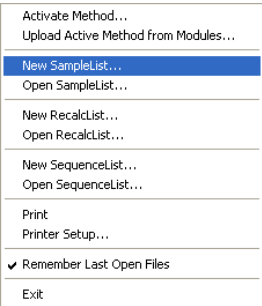 Activate Method...
Upload Active Method from Modules...
New SampleList...
Open SampleList...
New RecalcList...
Open RecalcList...
New SequenceList...
Open SequenceList...
Print
Printer Setup...
Remember Last Open Files
Exit